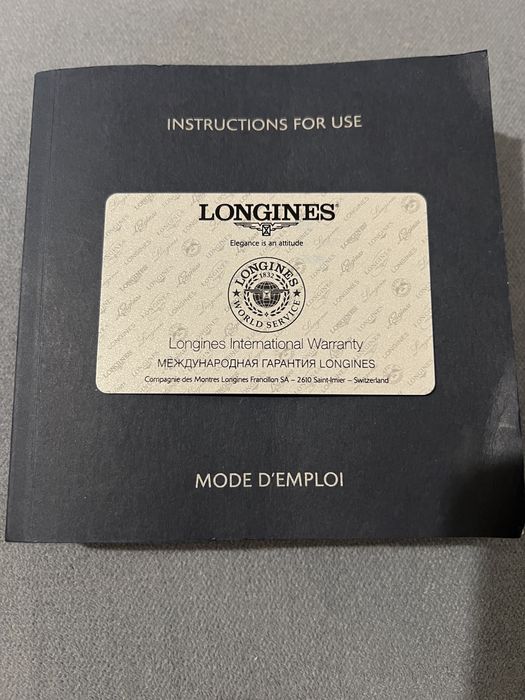 INSTRUCTIONS FOR USE
LONGINES®
Elegance is an attitude
LONGINES
1832
WORLD SERVICE
Longines International Warranty
МЕЖДУНАРОДНАЯ ГАРАНТИЯ LONGINES
Compagnie des Montres Longines Francillon SA – 2610 Saint-Imier – Switzerland
MODE D'EMPLOI